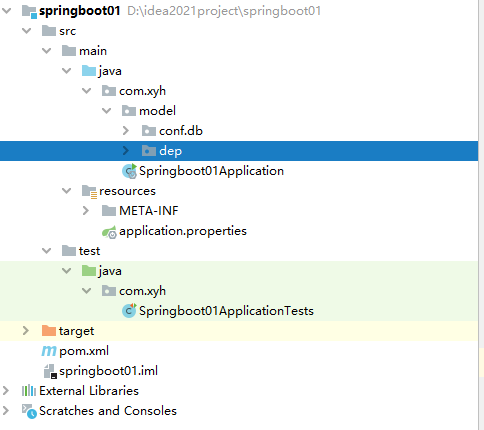 springboot01 D:\idea2021project\springboot01
src
main
java
com.xyh
model
conf.db
dep
Springboot01Application
resources
META-INF
application.properties
test
java
com.xyh
Springboot01ApplicationTests
target
pom.xml
springboot01.iml
External Libraries
Scratches and Consoles